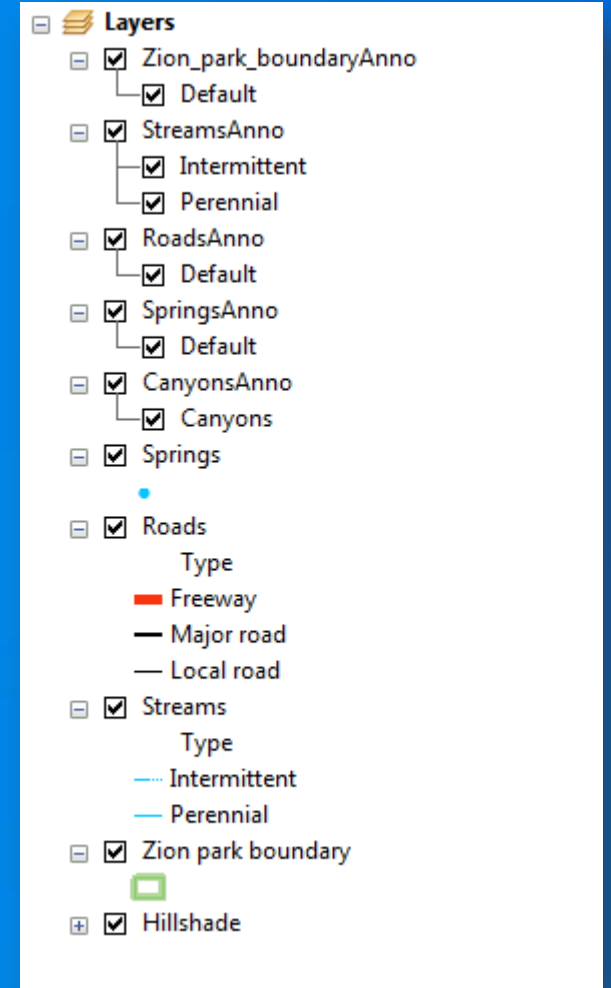 Layers
Zion_park_boundaryAnno
Default
StreamsAnno
Intermittent
Perennial
RoadsAnno
Default
SpringsAnno
Default
CanyonsAnno
Canyons
Springs
Roads
Type
Freeway
Major road
Local road
Streams
Type
Intermittent
Perennial
Zion park boundary
Hillshade